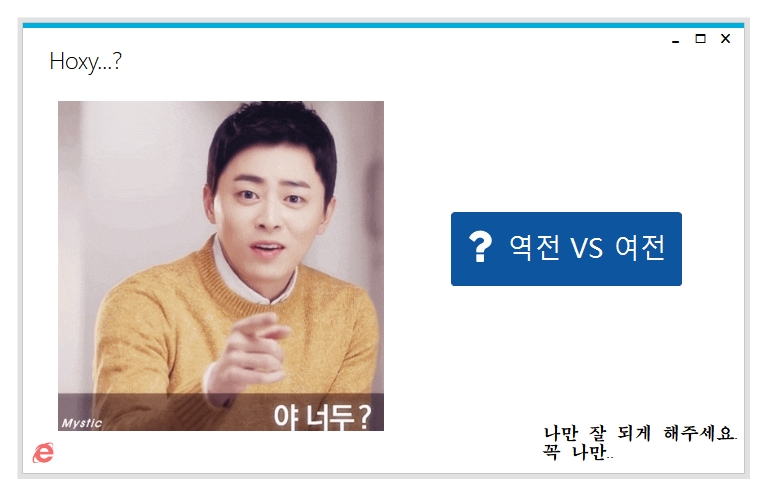 Hoxy...?
? 역전 VS 여전
Mystic
야 너두?
나만 잘 되게 해주세요.
꼭 나만..